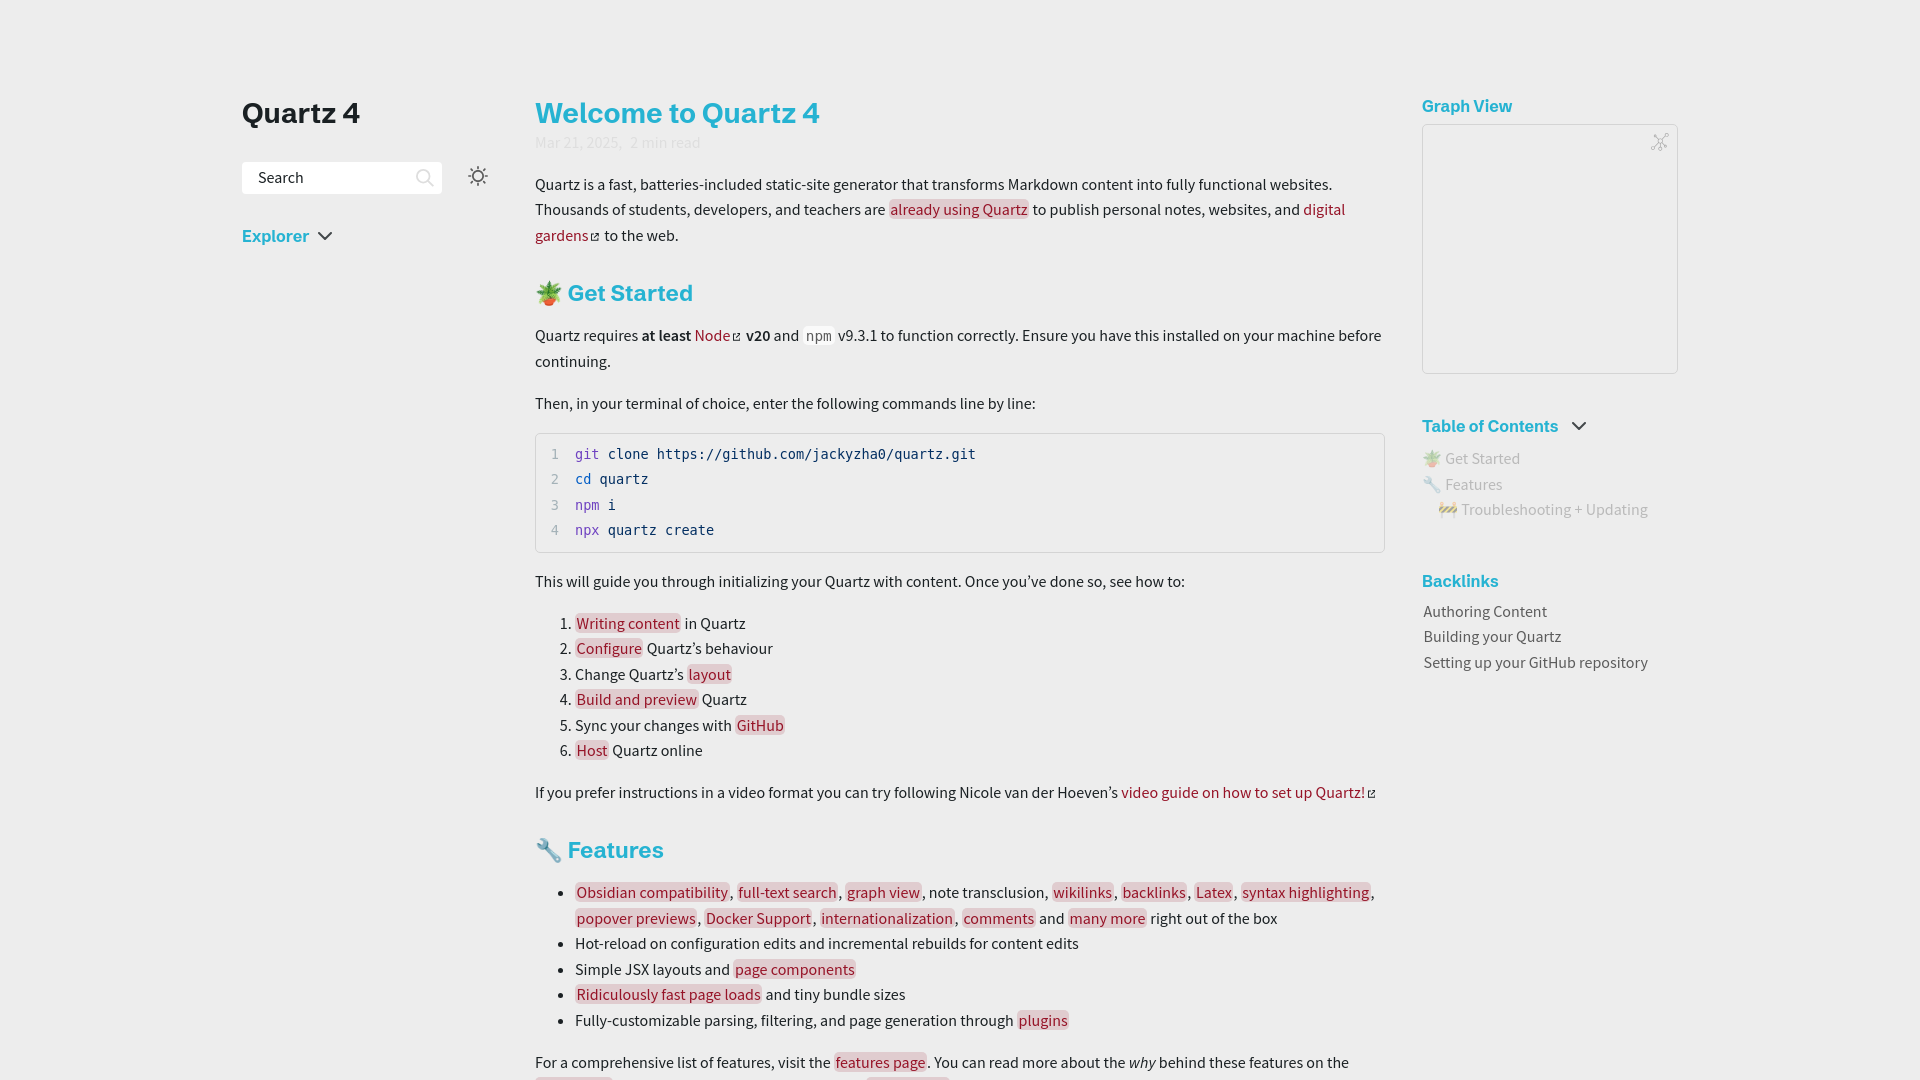 Quartz 4
Search
Explorer
Welcome to Quartz 4
Mar 21, 2025, 2 min read
Quartz is a fast, batteries-included static-site generator that transforms Markdown content into fully functional websites.
Thousands of students, developers, and teachers are already using Quartz to publish personal notes, websites, and digital
gardens to the web.
🪴 Get Started
Quartz requires at least Node v20 and npm v9.3.1 to function correctly. Ensure you have this installed on your machine before
continuing.
Then, in your terminal of choice, enter the following commands line by line:
1 git clone https://github.com/jackyzha0/quartz.git
2 cd quartz
3 npm i
4 npx quartz create
This will guide you through initializing your Quartz with content. Once you’ve done so, see how to:
1. Writing content in Quartz
2. Configure Quartz’s behaviour
3. Change Quartz’s layout
4. Build and preview Quartz
5. Sync your changes with GitHub
6. Host Quartz online
If you prefer instructions in a video format you can try following Nicole van der Hoeven’s video guide on how to set up Quartz!
🔧 Features
• Obsidian compatibility, full-text search, graph view, note transclusion, wikilinks, backlinks, Latex, syntax highlighting,
popover previews, Docker Support, internationalization, comments and many more right out of the box
• Hot-reload on configuration edits and incremental rebuilds for content edits
• Simple JSX layouts and page components
• Ridiculously fast page loads and tiny bundle sizes
• Fully-customizable parsing, filtering, and page generation through plugins
For a comprehensive list of features, visit the features page. You can read more about the why behind these features on the
Graph View
Table of Contents
🪴 Get Started
🔧 Features
🚧 Troubleshooting + Updating
Backlinks
Authoring Content
Building your Quartz
Setting up your GitHub repository